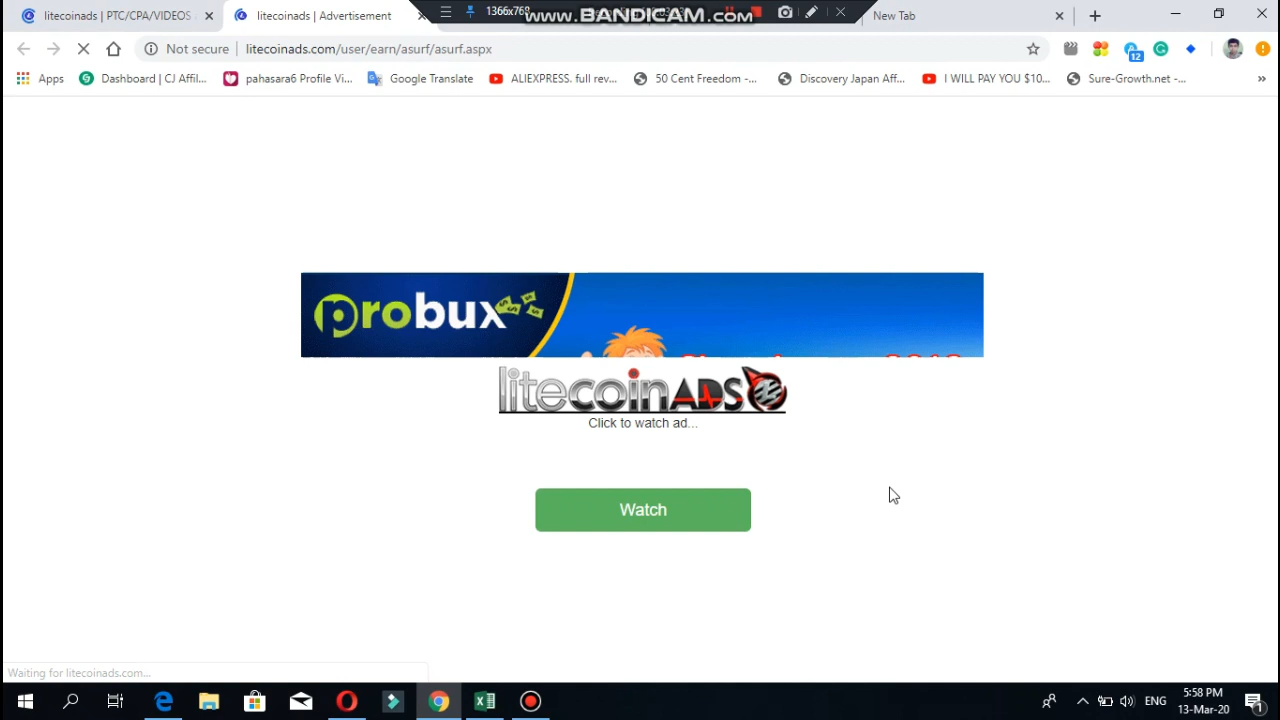 litecoinads | PTC/CPA/VIDEOS
litecoinads | Advertisement
1366x768
www.BANDICAM.com
New Tab
Not secure
litecoinads.com/user/earn/asurf/asurf.aspx
12
Apps
Dashboard | CJ Affil...
pahasara6 Profile Vi...
Google Translate
ALIEXPRESS. full rev...
50 Cent Freedom -...
Discovery Japan Aff...
I WILL PAY YOU $10...
Sure-Growth.net -...
»
probux
litecoinADS
Click to watch ad...
Watch
Waiting for litecoinads.com...
ENG
5:58 PM
13-Mar-20
1